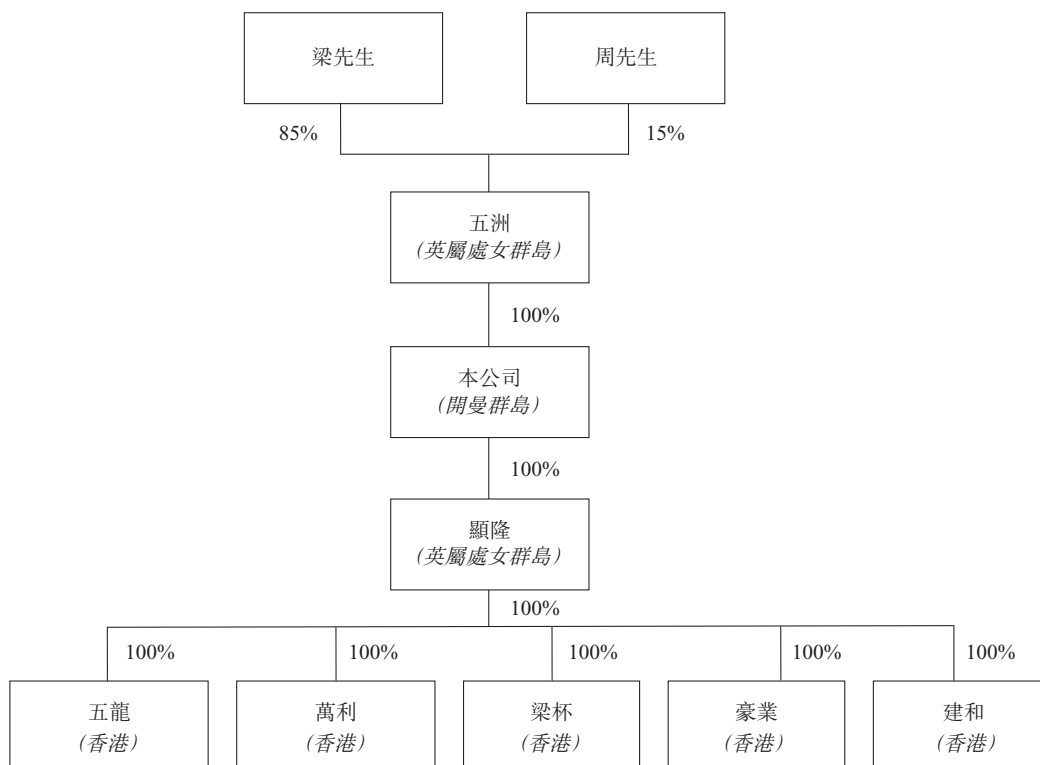 梁先生
周先生
85%
15%
五洲
(英屬處女群島)
100%
本公司
(開曼群島)
100%
顯隆
(英屬處女群島)
100%
100%
100%
100%
100%
100%
五龍
(香港)
萬利
(香港)
梁杯
(香港)
豪業
(香港)
建和
(香港)